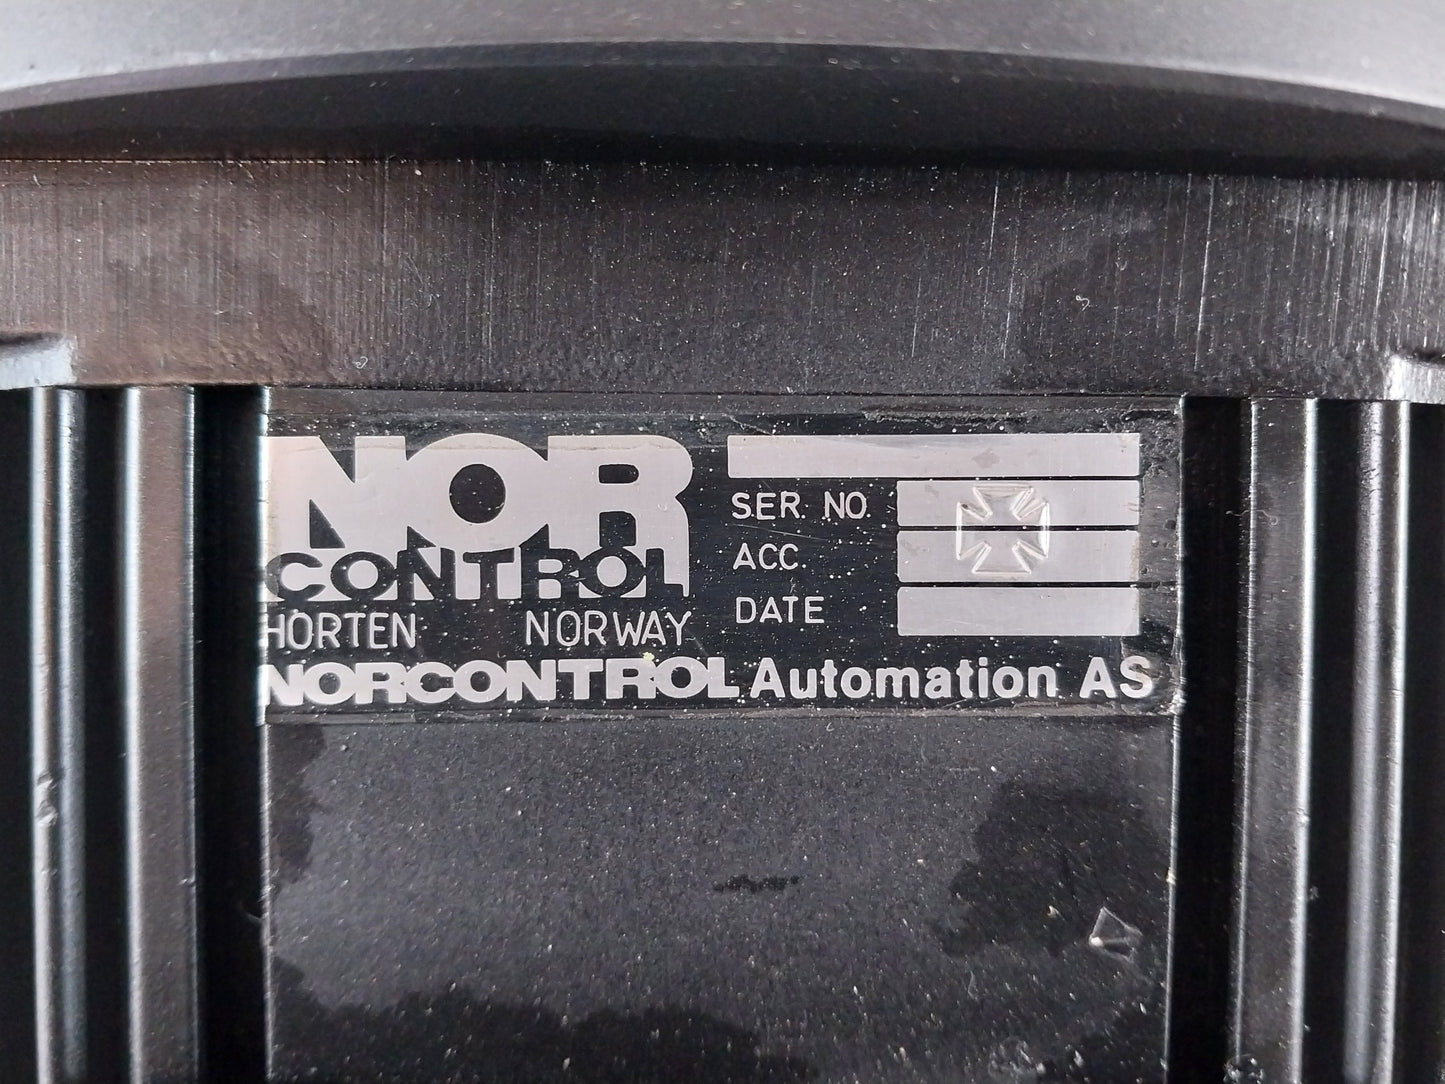 NOR
CONTROL
HORTEN NORWAY
SER. NO.
ACC.
DATE
NORCONTROL Automation AS